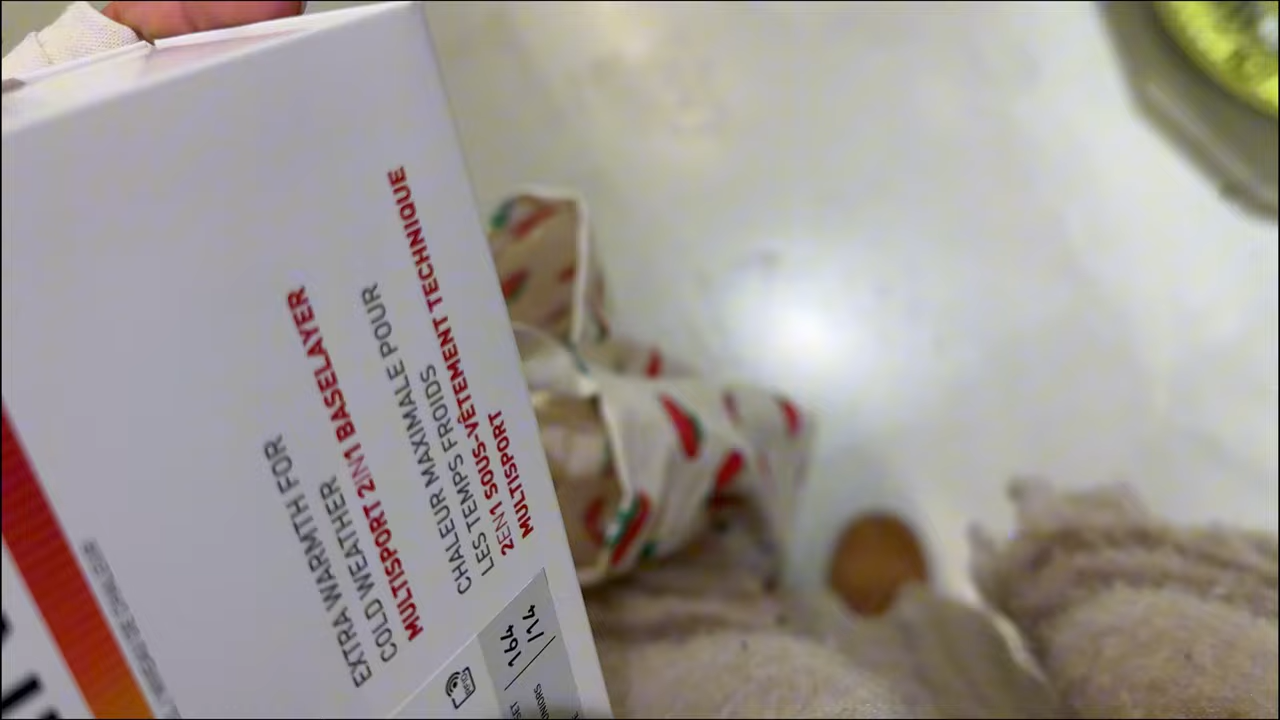 EXTRA WARMTH FOR
COLD WEATHER
MULTISPORT 2IN1 BASELAYER
CHALEUR MAXIMALE POUR
LES TEMPS FROIDS
2EN1 SOUS-VÊTEMENT TECHNIQUE
MULTISPORT
164
/14